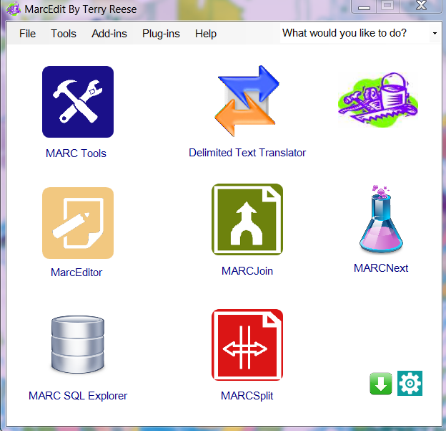 MarcEdit By Terry Reese
File Tools Add-ins Plug-ins Help What would you like to do?
MARC Tools
Delimited Text Translator
MarcEditor
MARCJoin
MARCNext
MARC SQL Explorer
MARCSplit